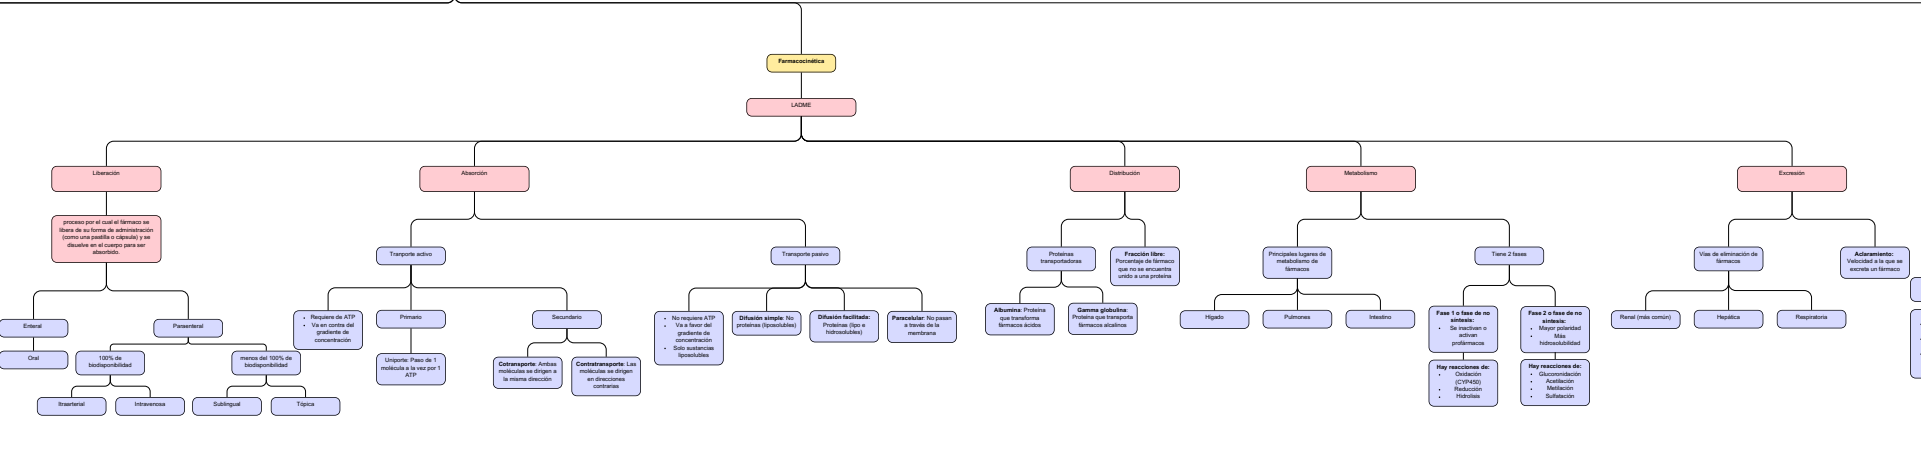 Farmacocinética
LADME
Liberación
Absorción
Distribución
Metabolismo
Excresión
proceso por el cual el fármaco se
libera de su forma de administración
(como una pastilla o cápsula) y se
disuelve en el cuerpo para ser
absorbido.
Enteral
Oral
Parasenteral
100% de
biodisponibilidad
Itraarterial
Intravenosa
menos del 100% de
biodisponibilidad
Sublingual
Tópica
Tranporte activo
• Requiere de ATP
• Va en contra del
gradiente de
concentración
Primario
Uniporte: Paso de 1
molécula a la vez por 1
ATP
Secundario
Cotransporte: Ambas
moléculas se dirigen a
la misma dirección
Contratransporte: Las
moléculas se dirigen
en direcciones
contrarias
Transporte pasivo
• No requiere ATP
• Va a favor del
gradiente de
concentración
• Solo sustancias
liposolubles
Difusión simple: No
proteínas (liposolubles)
Difusión facilitada:
Proteínas (lipo e
hidrosolubles)
Paracelular: No pasan
a través de la
membrana
Proteínas
transportadoras
Albumina: Proteína
que transforma
fármacos ácidos
Gamma globulina:
Proteína que transporta
fármacos alcalinos
Fracción libre:
Porcentaje de fármaco
que no se encuentra
unido a una proteína
Principales lugares de
metabolismo de
fármacos
Hígado
Pulmones
Intestino
Tiene 2 fases
Fase 1 o fase de no
síntesis:
• Se inactivan o
activan
profármacos
Hay reacciones de:
• Oxidación
(CYP450)
• Reducción
• Hidrolisis
Fase 2 o fase de no
síntesis:
• Mayor polaridad
• Más
hidrosolubilidad
Hay reacciones de:
• Glucoronidación
• Acetilación
• Metilación
• Sulfatación
Vías de eliminación de
fármacos
Renal (más común)
Hepática
Respiratoria
Aclaramiento:
Velocidad a la que se
excreta un fármaco